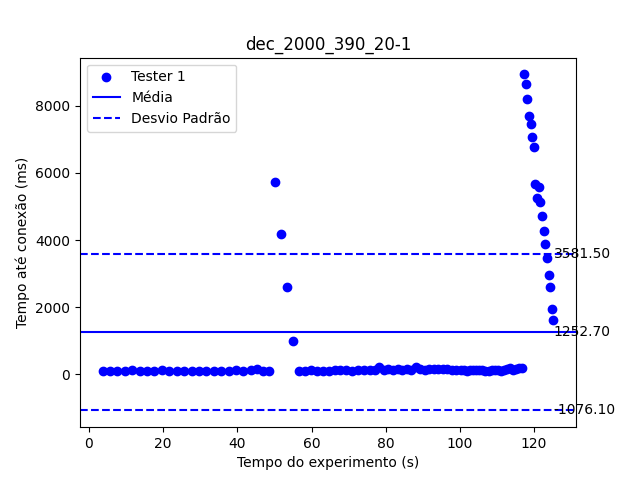 dec_2000_390_20-1
Tester 1
Média
Desvio Padrão
Tempo até conexão (ms)
8000
6000
4000
2000
0
3581.50
1252.70
1076.10
0 20 40 60 80 100 120
Tempo do experimento (s)